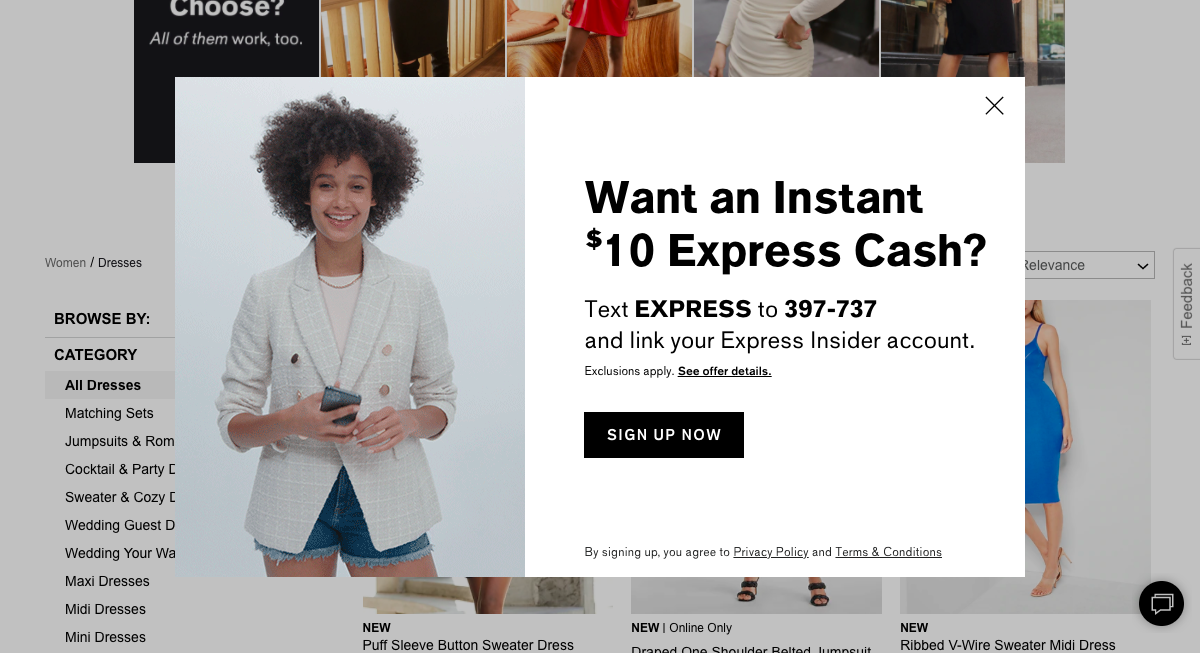 Choose?
All of them work, too.
Want an Instant
$10 Express Cash?
Text EXPRESS to 397-737
and link your Express Insider account.
Exclusions apply. See offer details.
SIGN UP NOW
By signing up, you agree to Privacy Policy and Terms & Conditions
Women / Dresses
Relevance
[+] Feedback
BROWSE BY:
CATEGORY
All Dresses
Matching Sets
Jumpsuits & Rom
Cocktail & Party D
Sweater & Cozy D
Wedding Guest D
Wedding Your Wa
Maxi Dresses
Midi Dresses
Mini Dresses
NEW
Puff Sleeve Button Sweater Dress
NEW | Online Only
Draped One Shoulder Belted Jumpsuit
NEW
Ribbed V-Wire Sweater Midi Dress